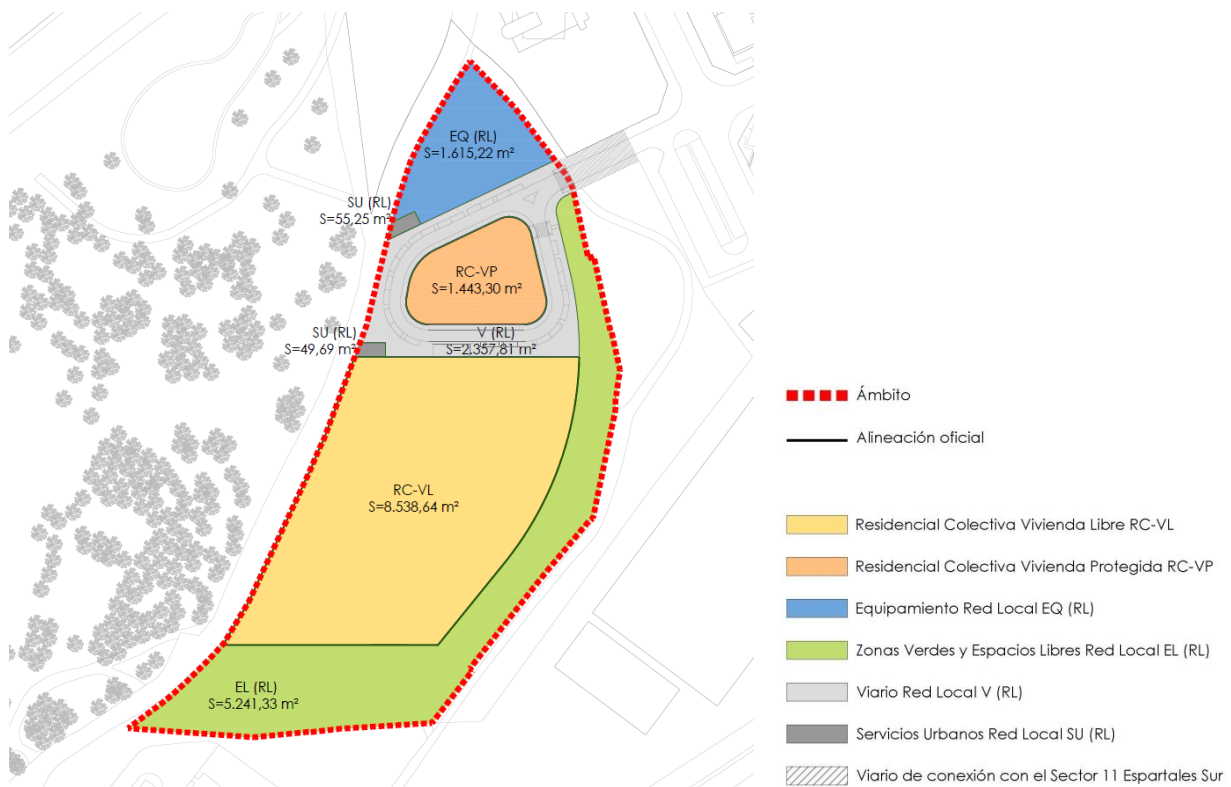 EQ (RL)
S=1.615,22 m²
SU (RL)
S=55,25 m²
RC-VP
S=1.443,30 m²
SU (RL)
S=49,69 m²
V (RL)
S=2.357,81 m²
RC-VL
S=8.538,64 m²
EL (RL)
S=5.241,33 m²
Ámbito
Alineación oficial
Residencial Colectiva Vivienda Libre RC-VL
Residencial Colectiva Vivienda Protegida RC-VP
Equipamiento Red Local EQ (RL)
Zonas Verdes y Espacios Libres Red Local EL (RL)
Viario Red Local V (RL)
Servicios Urbanos Red Local SU (RL)
Viario de conexión con el Sector 11 Espartales Sur